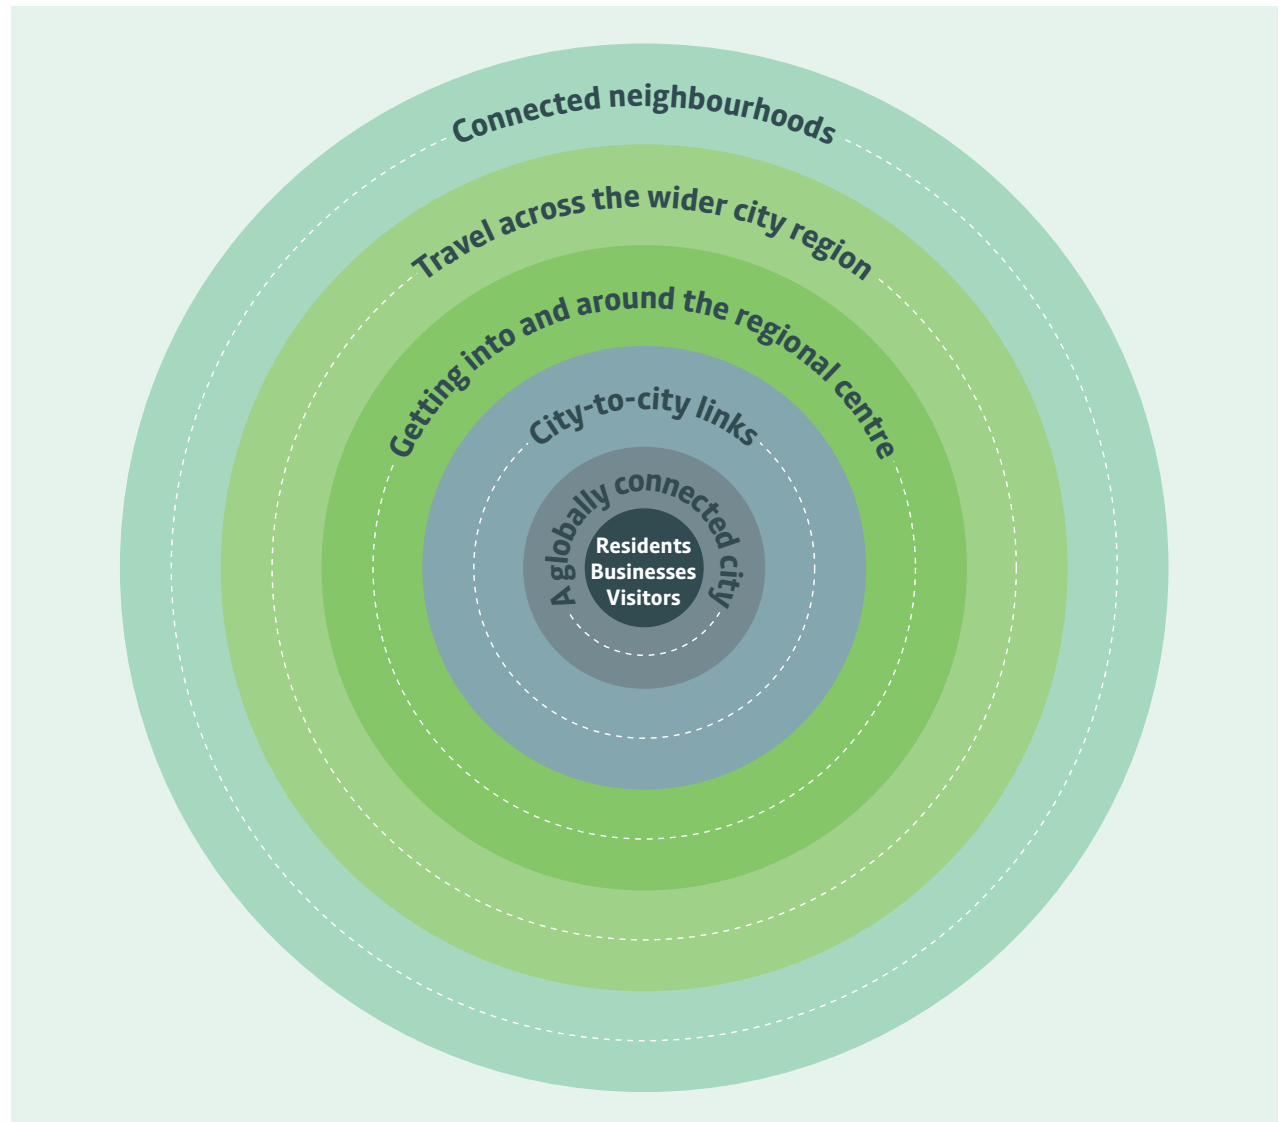 Connected neighbourhoods
Travel across the wider city region
Getting into and around the regional centre
City-to-city links
A globally connected city
Residents
Businesses
Visitors